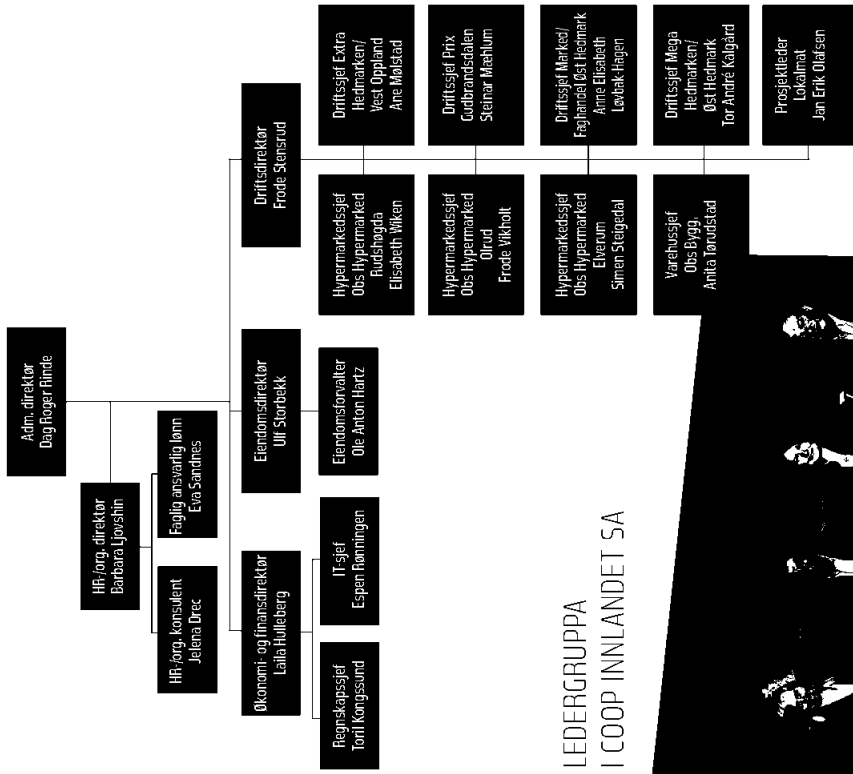 Adm. direktør
Dag Roger Rinde
HR-/org. direktør
Barbara Ljovshin
HR-/org. konsulent
Jelena Drec
Faglig ansvarlig lønn
Eva Sandnes
Økonomi- og finansdirektør
Laila Hulleberg
Eiendomsdirektør
Ulf Storbekk
Driftsdirektør
Frode Stensrud
Regnskapssjef
Toril Kongssund
IT-sjef
Espen Rønningen
Eiendomsforvalter
Ole Anton Hartz
Hypermarkedssjef
Obs Hypermarked
Rudshøgda
Elisabeth Wiken
Driftssjef Extra
Hedmarken/
Vest Oppland
Ane Mølstad
Hypermarkedssjef
Obs Hypermarked
Olrud
Frode Vikholt
Driftssjef Prix
Gudbrandsdalen
Steinar Mæhlum
Hypermarkedssjef
Obs Hypermarked
Elverum
Simen Steigedal
Driftssjef Marked/
Faghandel Øst Hedmark
Anne Elisabeth
Løvbak-Hagen
Varehussjef
Obs Bygg,
Anita Tørudstad
Driftssjef Mega
Hedmarken/
Øst Hedmark
Tor André Kalgård
Prosjektleder
Lokalmat
Jan Erik Olafsen
LEDERGRUPPA
I COOP INNLANDET SA